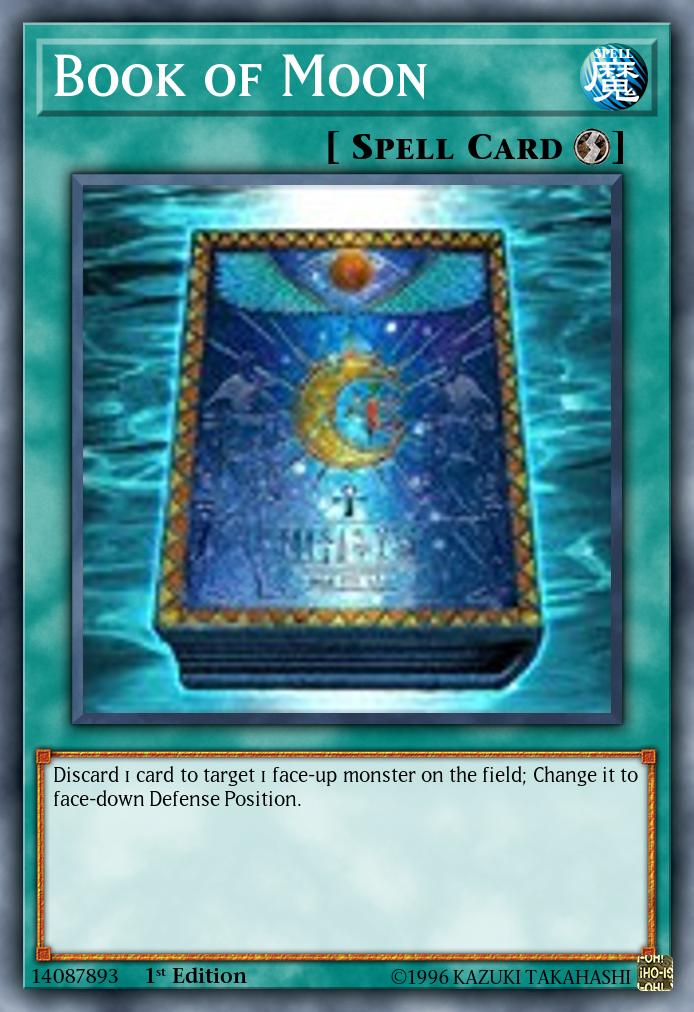 BOOK OF MOON
SPELL
魔
[ SPELL CARD ]
Discard 1 card to target 1 face-up monster on the field; Change it to
face-down Defense Position.
14087893 1st Edition ©1996 KAZUKI TAKAHASHI